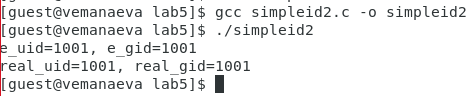 [guest@vemanaeva lab5]$ gcc simpleid2.c -o simpleid2
[guest@vemanaeva lab5]$ ./simpleid2
e_uid=1001, e_gid=1001
real_uid=1001, real_gid=1001
[guest@vemanaeva lab5]$